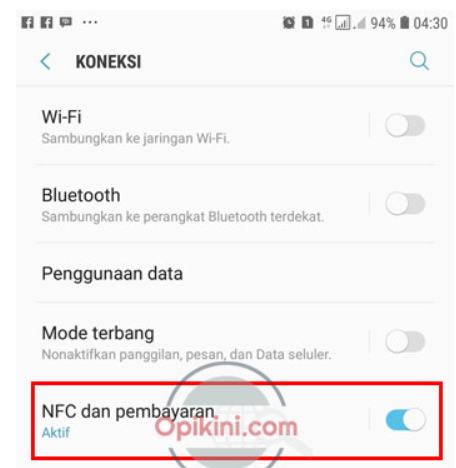 4G 94% 04:30
KONEKSI
Wi-Fi
Sambungkan ke jaringan Wi-Fi.
Bluetooth
Sambungkan ke perangkat Bluetooth terdekat.
Penggunaan data
Mode terbang
Nonaktifkan panggilan, pesan, dan Data seluler.
NFC dan pembayaran
Aktif
Opikini.com